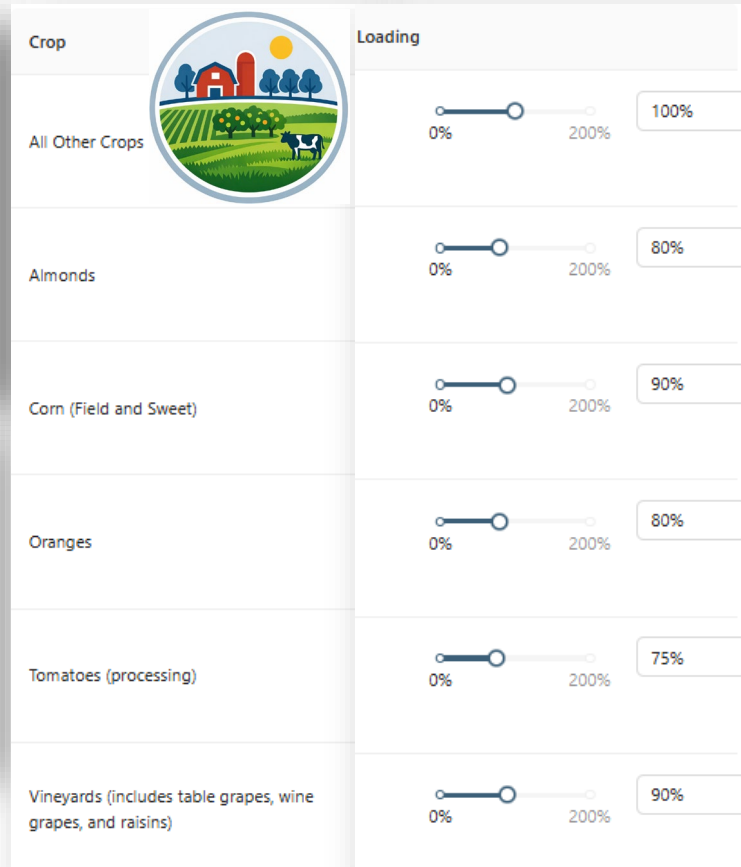 Crop
Loading
All Other Crops
100%
0%
200%
Almonds
80%
0%
200%
Corn (Field and Sweet)
90%
0%
200%
Oranges
80%
0%
200%
Tomatoes (processing)
75%
0%
200%
Vineyards (includes table grapes, wine
grapes, and raisins)
90%
0%
200%